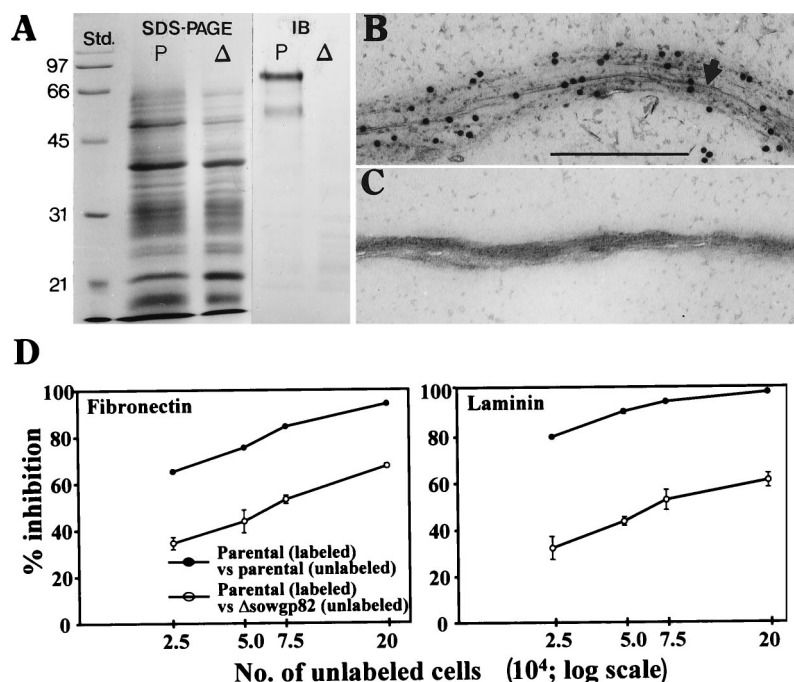 A
SDS-PAGE
IB
Std.
P
Δ
P
Δ
97
66
45
31
21
B
C
D
Fibronectin
100
80
60
40
20
0
% inhibition
Parental (labeled)
vs parental (unlabeled)
Parental (labeled)
vs Δsowgp82 (unlabeled)
2.5
5.0
7.5
20
Laminin
100
80
60
40
20
0
2.5
5.0
7.5
20
No. of unlabeled cells (10⁴; log scale)